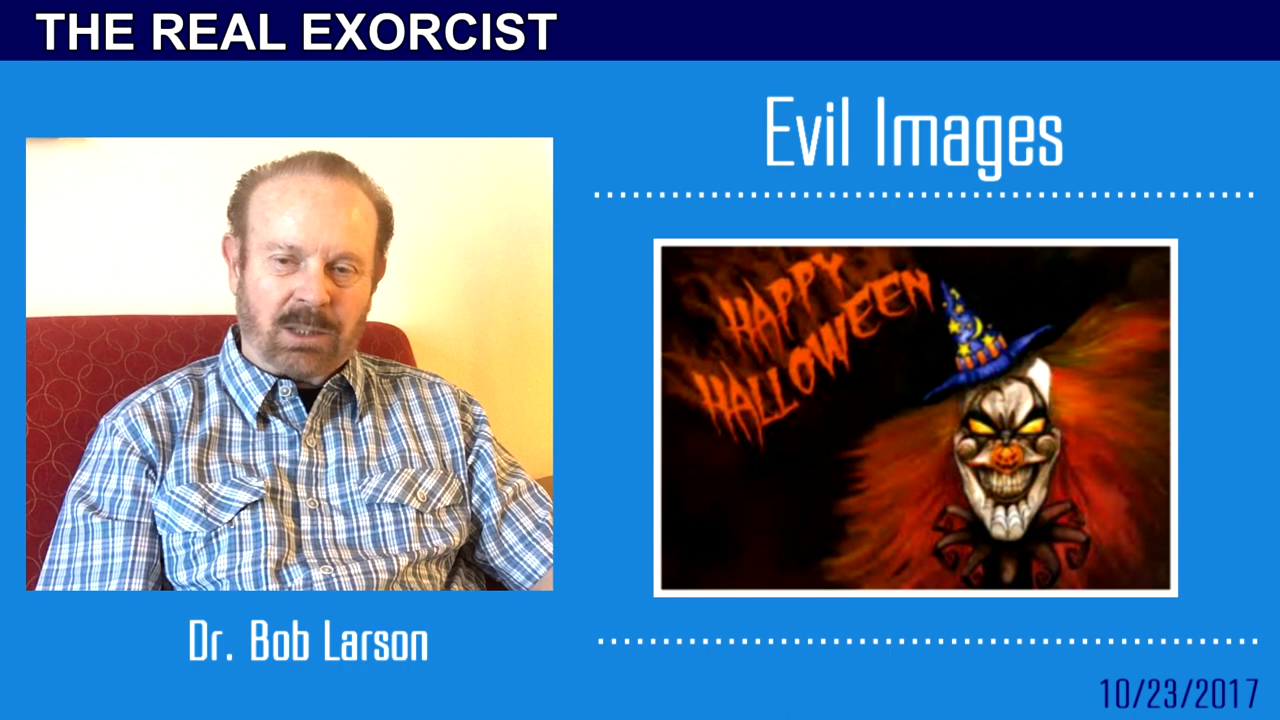 THE REAL EXORCIST
Evil Images
HAPPY
HALLOWEEN
Dr. Bob Larson
10/23/2017